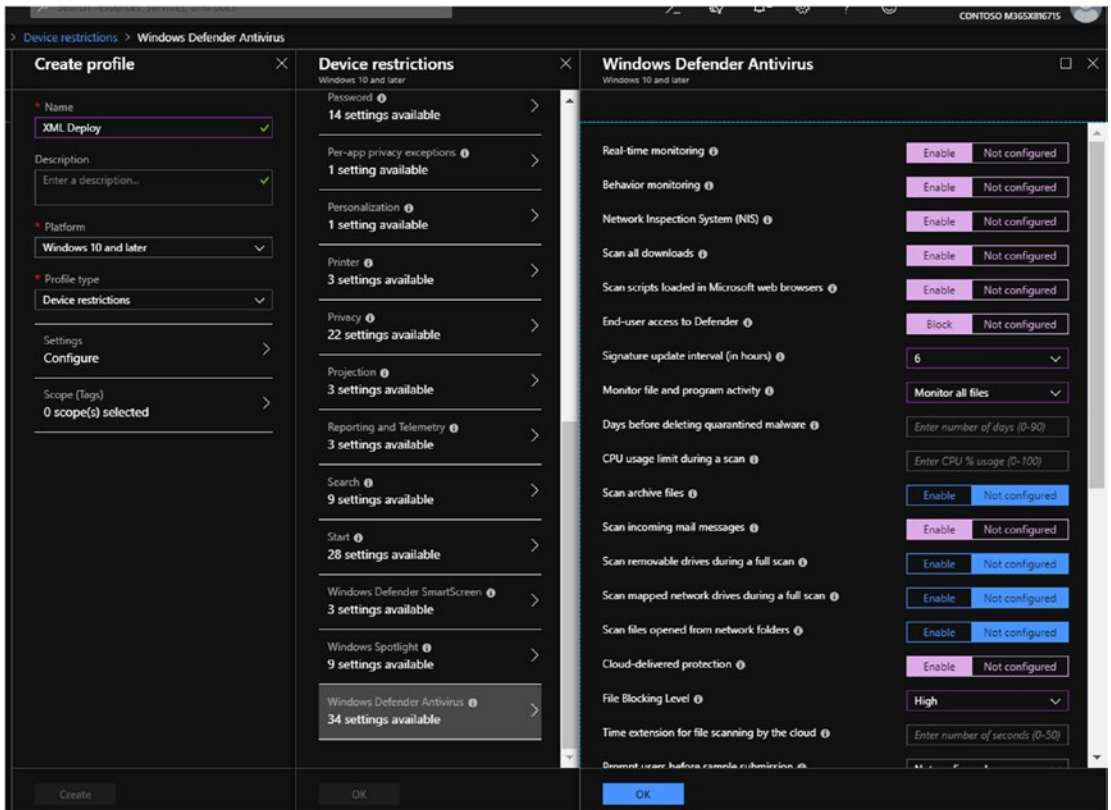 Search resources, services, and docs
CONTOSO M365X816715
> Device restrictions > Windows Defender Antivirus
Create profile
* Name
XML Deploy
Description
Enter a description...
* Platform
Windows 10 and later
* Profile type
Device restrictions
Settings
Configure
Scope (Tags)
0 scope(s) selected
Create
Device restrictions
Windows 10 and later
Password
14 settings available
Per-app privacy exceptions
1 setting available
Personalization
1 setting available
Printer
3 settings available
Privacy
22 settings available
Projection
3 settings available
Reporting and Telemetry
3 settings available
Search
9 settings available
Start
28 settings available
Windows Defender SmartScreen
3 settings available
Windows Spotlight
9 settings available
Windows Defender Antivirus
34 settings available
OK
Windows Defender Antivirus
Windows 10 and later
Real-time monitoring Enable Not configured
Behavior monitoring Enable Not configured
Network Inspection System (NIS) Enable Not configured
Scan all downloads Enable Not configured
Scan scripts loaded in Microsoft web browsers Enable Not configured
End-user access to Defender Block Not configured
Signature update interval (in hours) 6
Monitor file and program activity Monitor all files
Days before deleting quarantined malware Enter number of days (0-90)
CPU usage limit during a scan Enter CPU % usage (0-100)
Scan archive files Enable Not configured
Scan incoming mail messages Enable Not configured
Scan removable drives during a full scan Enable Not configured
Scan mapped network drives during a full scan Enable Not configured
Scan files opened from network folders Enable Not configured
Cloud-delivered protection Enable Not configured
File Blocking Level High
Time extension for file scanning by the cloud Enter number of seconds (0-50)
Prompt users before sample submission
OK